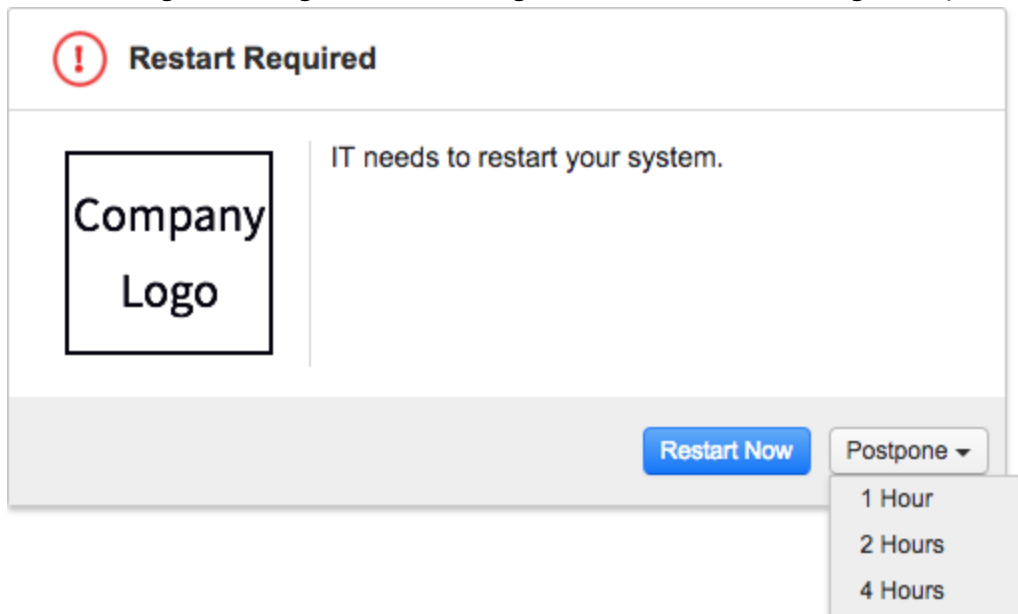 !
Restart Required
IT needs to restart your system.
Company
Logo
Restart Now
Postpone
1 Hour
2 Hours
4 Hours